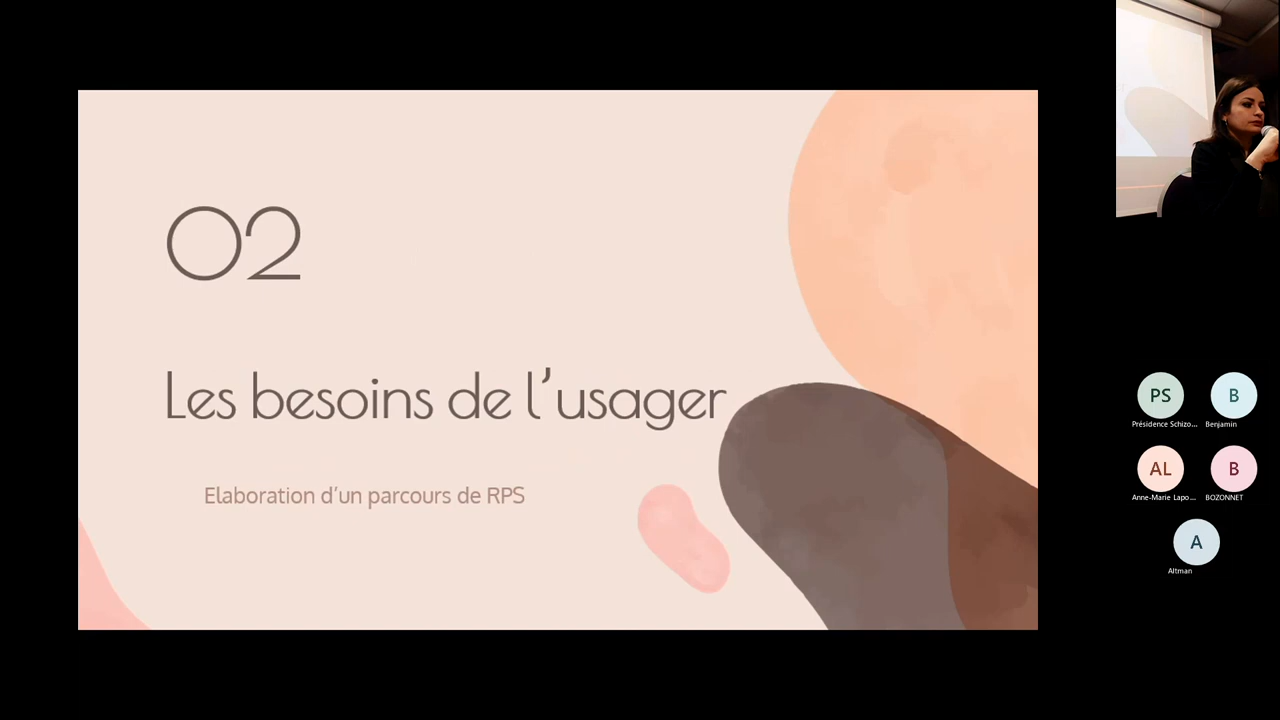 02
Les besoins de l'usager
Elaboration d'un parcours de RPS
PS
B
Présidence Schizo...
Benjamin
AL
B
Anne-Marie Lapo...
BOZONNET
A
Altman